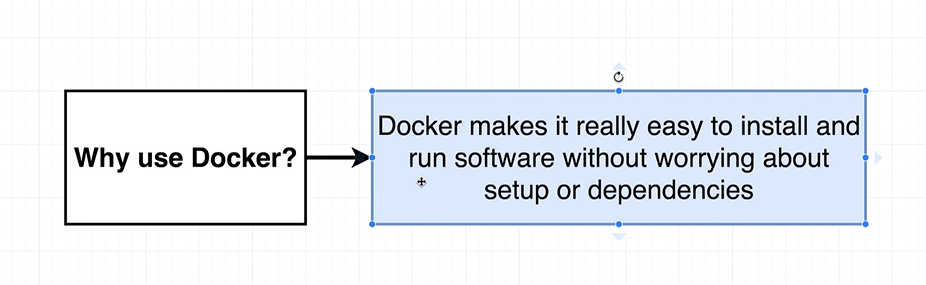 Why use Docker?
Docker makes it really easy to install and
run software without worrying about
setup or dependencies